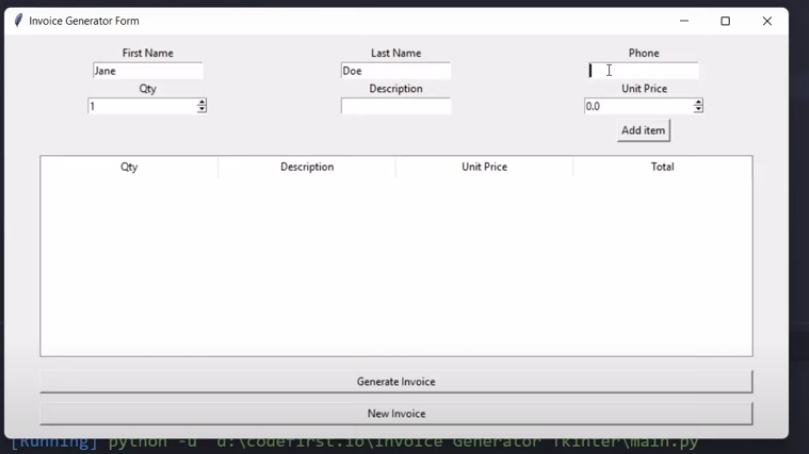 Invoice Generator Form
First Name Last Name Phone
Jane Doe
Qty Description Unit Price
1 0.0
Add item
Qty Description Unit Price Total
Generate Invoice
New Invoice
[Running] python -u "d:\codefirst.io\Invoice Generator Tkinter\main.py